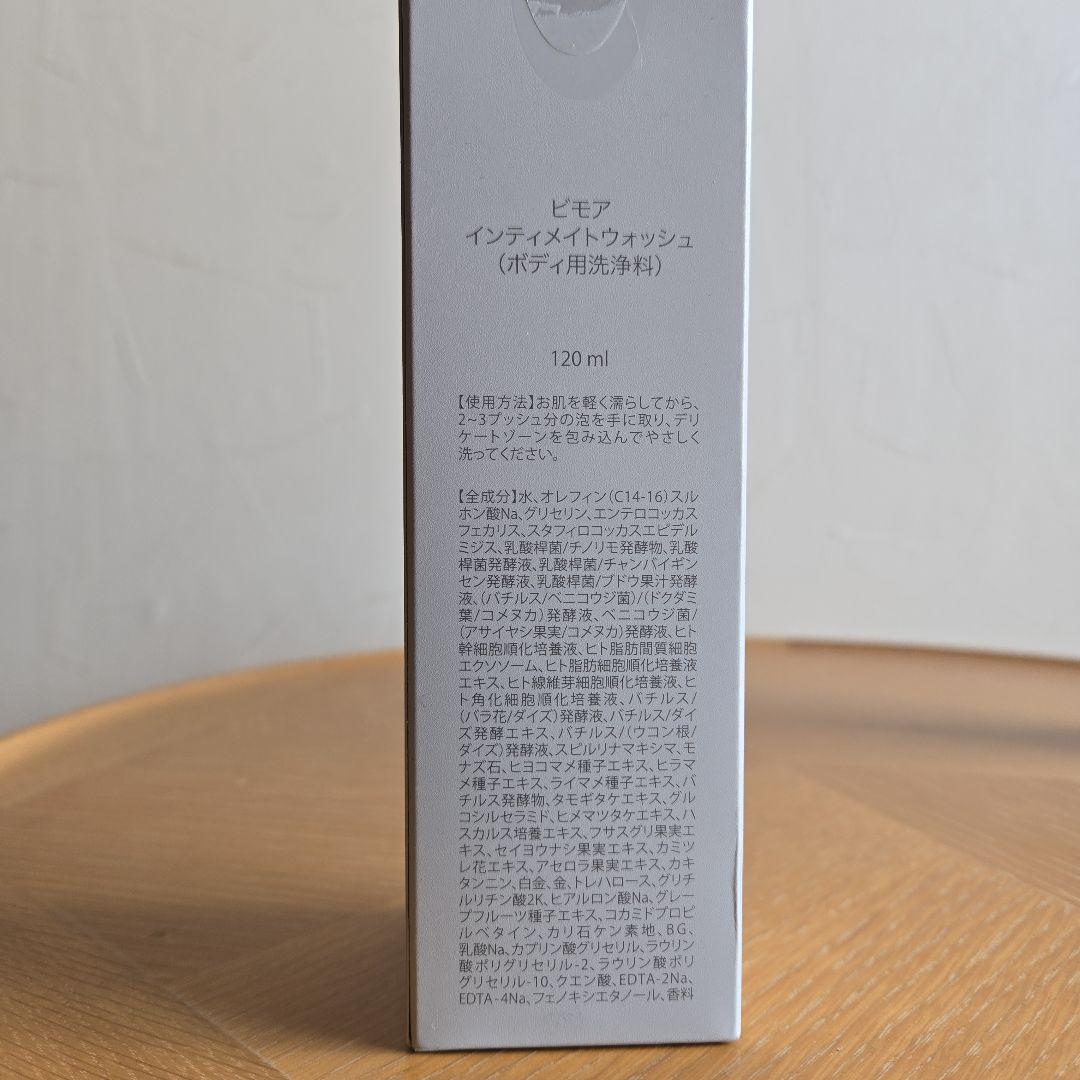 ビモア
インティメイトウォッシュ
（ボディ用洗浄料）
120 ml
【使用方法】お肌を軽く濡らしてから、
2~3プッシュ分の泡を手に取り、デリ
ケートゾーンを包み込んでやさしく
洗ってください。
【全成分】水、オレフィン（C14-16）スル
ホン酸Na、グリセリン、エンテロコッカス
フェカリス、スタフィロコッカスエピデル
ミジス、乳酸桿菌/チノリモ発酵物、乳酸
桿菌発酵液、乳酸桿菌/チャンバイギン
セン発酵液、乳酸桿菌/ブドウ果汁発酵
液、（バチルス/ベニコウジ菌）/（ドクダミ
葉/コメヌカ）発酵液、ベニコウジ菌/
（アサイヤシ果実/コメヌカ）発酵液、ヒト
幹細胞順化培養液、ヒト脂肪間質細胞
エクソソーム、ヒト脂肪細胞順化培養液
エキス、ヒト線維芽細胞順化培養液、ヒ
ト角化細胞順化培養液、バチルス/
（バラ花/ダイズ）発酵液、バチルス/ダイ
ズ発酵エキス、バチルス/（ウコン根/
ダイズ）発酵液、スピルリナマキシマ、モ
ナズ石、ヒヨコマメ種子エキス、ヒラマ
メ種子エキス、ライマメ種子エキス、バ
チルス発酵物、タモギタケエキス、グル
コシルセラミド、ヒメマツタケエキス、ハ
スカルス培養エキス、フサスグリ果実エ
キス、セイヨウナシ果実エキス、カミツ
レ花エキス、アセロラ果実エキス、カキ
タンニン、白金、金、トレハロース、グリチ
ルリチン酸2K、ヒアルロン酸Na、グレー
プフルーツ種子エキス、コカミドプロピ
ルベタイン、カリ石ケン素地、BG、
乳酸Na、カプリン酸グリセリル、ラウリン
酸ポリグリセリル-2、ラウリン酸ポリ
グリセリル-10、クエン酸、EDTA-2Na、
EDTA-4Na、フェノキシエタノール、香料